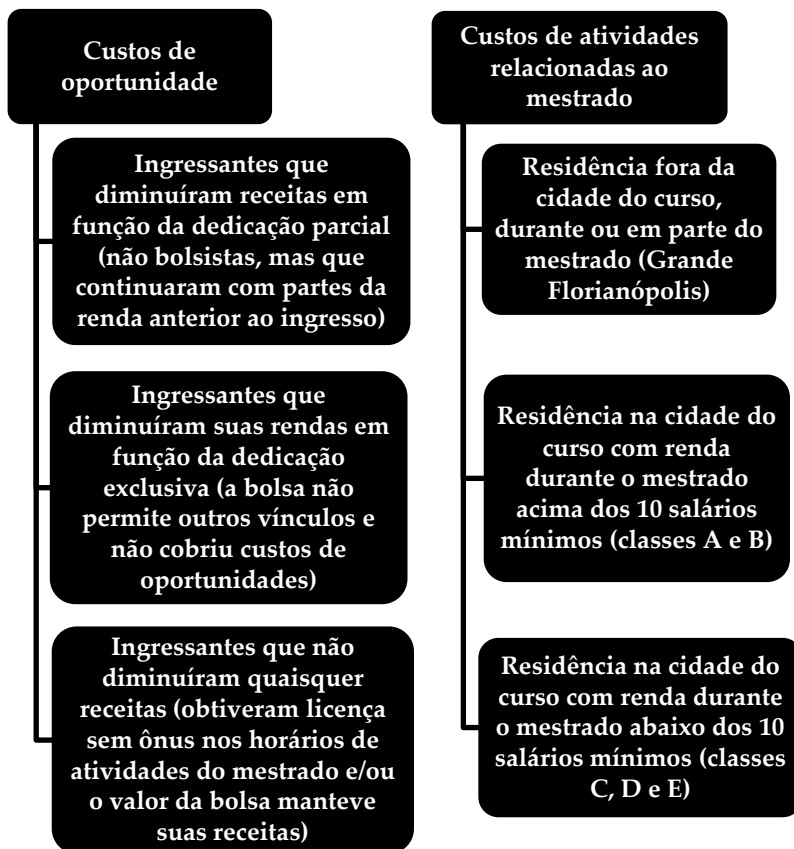 Custos de
oportunidade
Ingressantes que
diminuíram receitas em
função da dedicação parcial
(não bolsistas, mas que
continuaram com partes da
renda anterior ao ingresso)
Ingressantes que
diminuíram suas rendas em
função da dedicação
exclusiva (a bolsa não
permite outros vínculos e
não cobriu custos de
oportunidades)
Ingressantes que não
diminuíram quaisquer
receitas (obtiveram licença
sem ônus nos horários de
atividades do mestrado e/ou
o valor da bolsa manteve
suas receitas)
Custos de atividades
relacionadas ao
mestrado
Residência fora da
cidade do curso,
durante ou em parte do
mestrado (Grande
Florianópolis)
Residência na cidade do
curso com renda
durante o mestrado
acima dos 10 salários
mínimos (classes A e B)
Residência na cidade do
curso com renda durante
o mestrado abaixo dos 10
salários mínimos (classes
C, D e E)